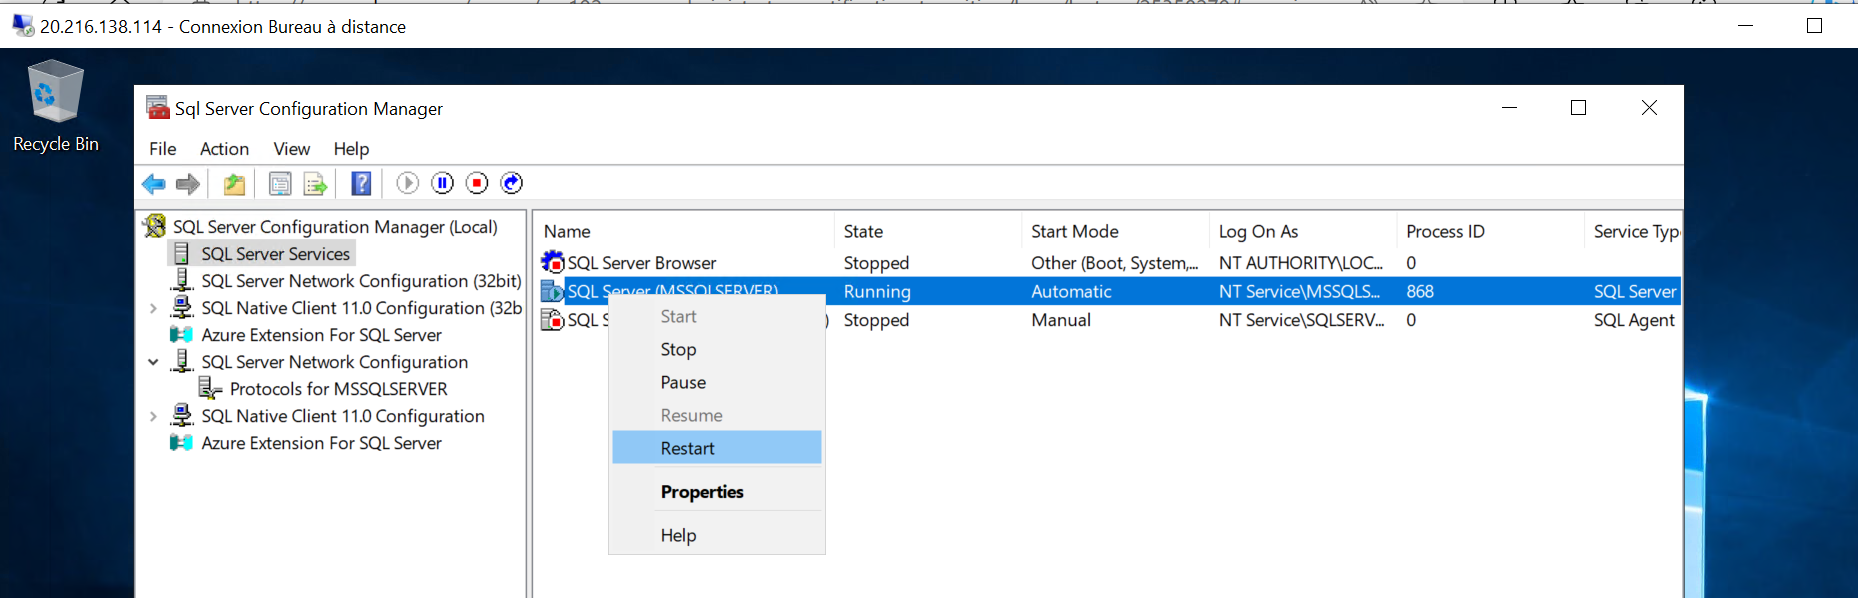 20.216.138.114 - Connexion Bureau à distance
Recycle Bin
Sql Server Configuration Manager
File Action View Help
SQL Server Configuration Manager (Local)
SQL Server Services
SQL Server Network Configuration (32bit)
SQL Native Client 11.0 Configuration (32b
Azure Extension For SQL Server
SQL Server Network Configuration
Protocols for MSSQLSERVER
SQL Native Client 11.0 Configuration
Azure Extension For SQL Server
Name State Start Mode Log On As Process ID Service Typ
SQL Server Browser Stopped Other (Boot, System,... NT AUTHORITY\LOC... 0
SQL Server (MSSQLSERVER) Running Automatic NT Service\MSSQLS... 868 SQL Server
SQL S ) Stopped Manual NT Service\SQLSERV... 0 SQL Agent
Start
Stop
Pause
Resume
Restart
Properties
Help